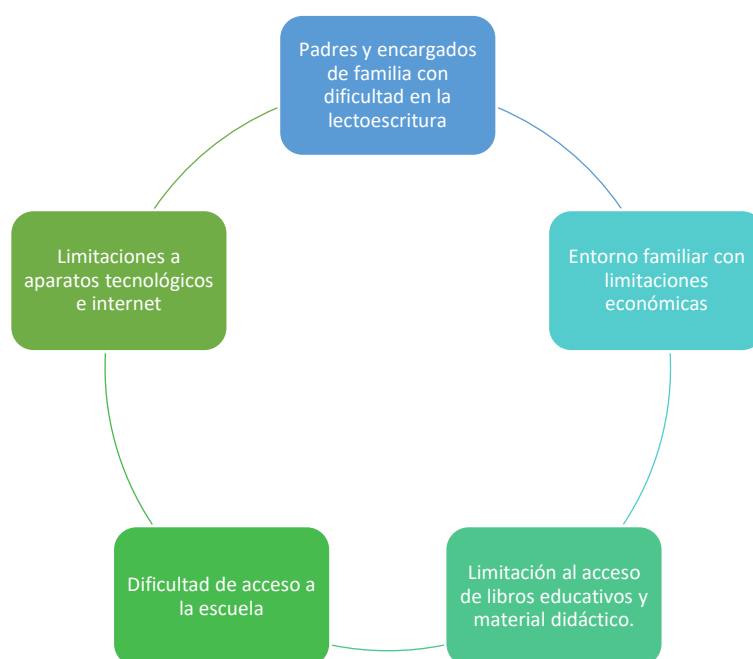 Padres y encargados
de familia con
dificultad en la
lectoescritura
Entorno familiar con
limitaciones
económicas
Limitación al acceso
de libros educativos y
material didáctico.
Dificultad de acceso a
la escuela
Limitaciones a
aparatos tecnológicos
e internet